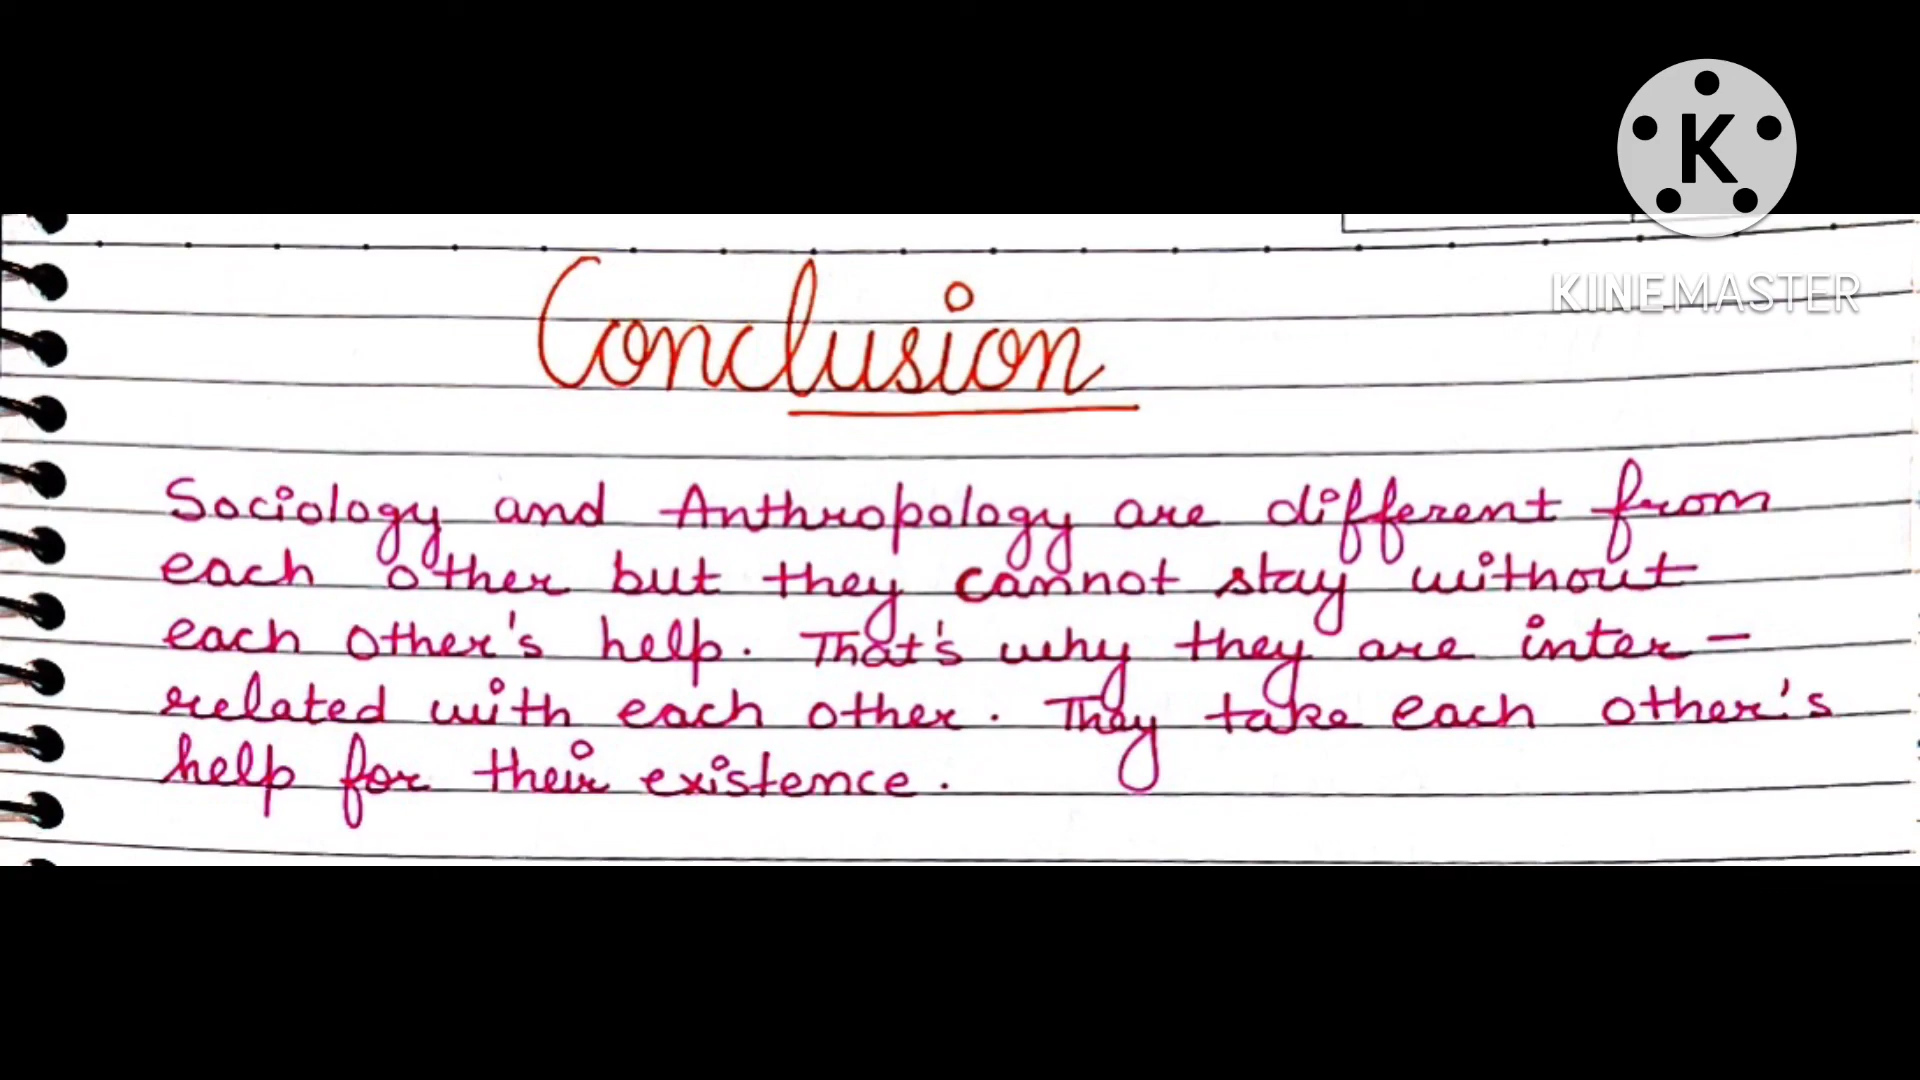 K
KINEMASTER
Conclusion
Sociology and Anthropology are different from
each other but they cannot stay without
each other's help. That's why they are inter-
related with each other. They take each other's
help for their existence.